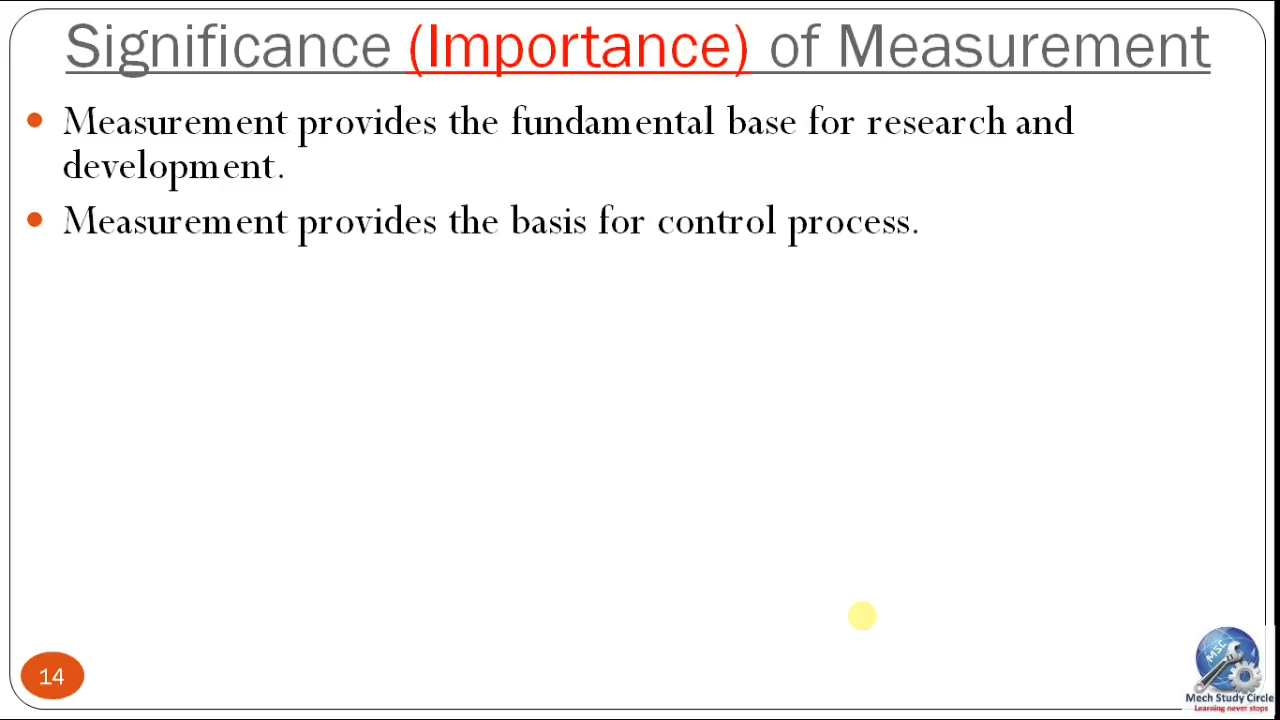 Significance (Importance) of Measurement
Measurement provides the fundamental base for research and
development.
Measurement provides the basis for control process.
14
MSC
Mech Study Circle
Learning never stops